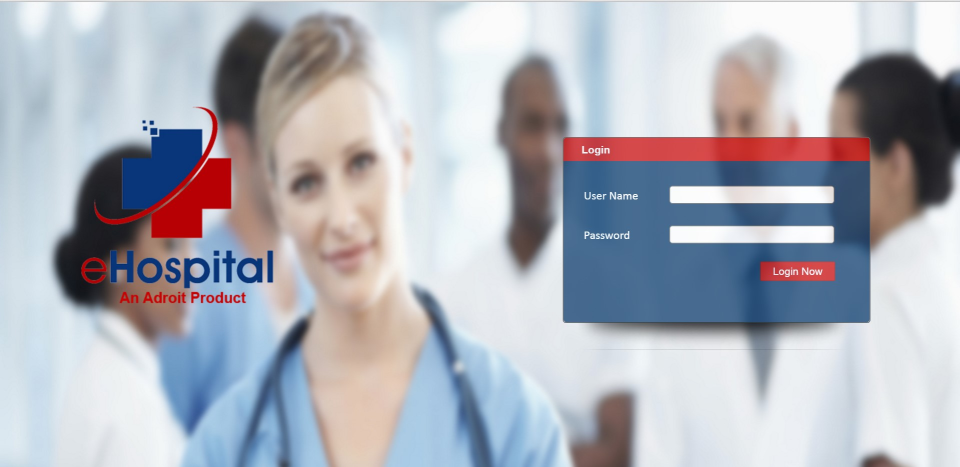 eHospital
An Adroit Product
Login
User Name
Password
Login Now